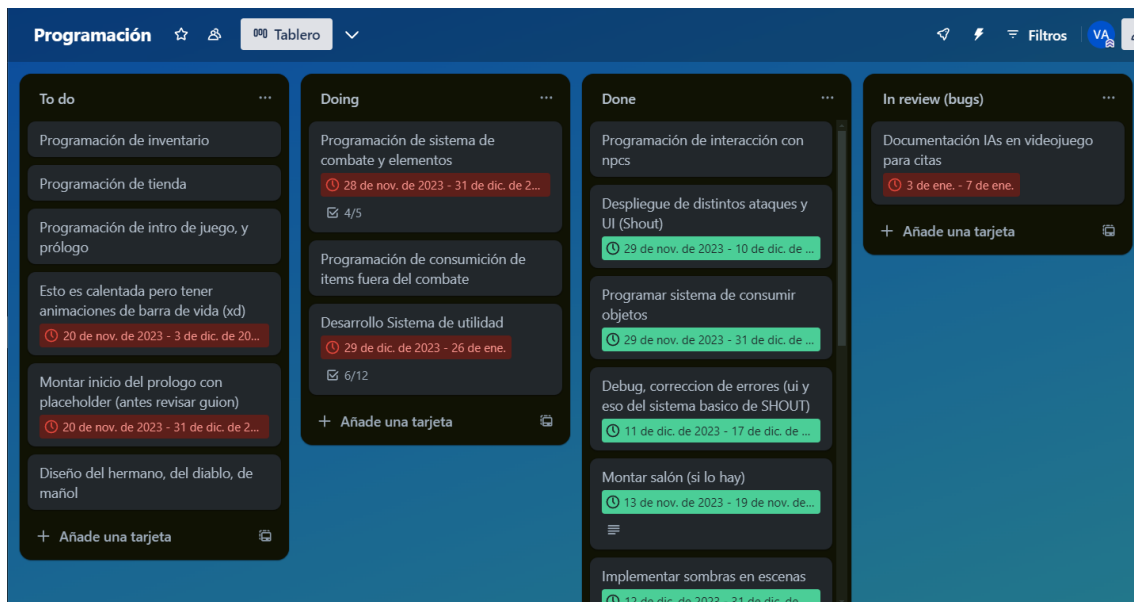 Programación
Tablero
Filtros
VA
To do
Programación de inventario
Programación de tienda
Programación de intro de juego, y
prólogo
Esto es calentada pero tener
animaciones de barra de vida (xd)
20 de nov. de 2023 - 3 de dic. de 20...
Montar inicio del prologo con
placeholder (antes revisar guion)
20 de nov. de 2023 - 31 de dic. de 2...
Diseño del hermano, del diablo, de
mañol
+ Añade una tarjeta
Doing
Programación de sistema de
combate y elementos
28 de nov. de 2023 - 31 de dic. de 2...
4/5
Programación de consumición de
items fuera del combate
Desarrollo Sistema de utilidad
29 de dic. de 2023 - 26 de ene.
6/12
+ Añade una tarjeta
Done
Programación de interacción con
npcs
Despliegue de distintos ataques y
UI (Shout)
29 de nov. de 2023 - 10 de dic. de ...
Programar sistema de consumir
objetos
29 de nov. de 2023 - 31 de dic. de ...
Debug, correccion de errores (ui y
eso del sistema basico de SHOUT)
11 de dic. de 2023 - 17 de dic. de ...
Montar salón (si lo hay)
13 de nov. de 2023 - 19 de nov. de...
Implementar sombras en escenas
12 de dic. de 2023 - 31 de dic. de ...
In review (bugs)
Documentación IAs en videojuego
para citas
3 de ene. - 7 de ene.
+ Añade una tarjeta